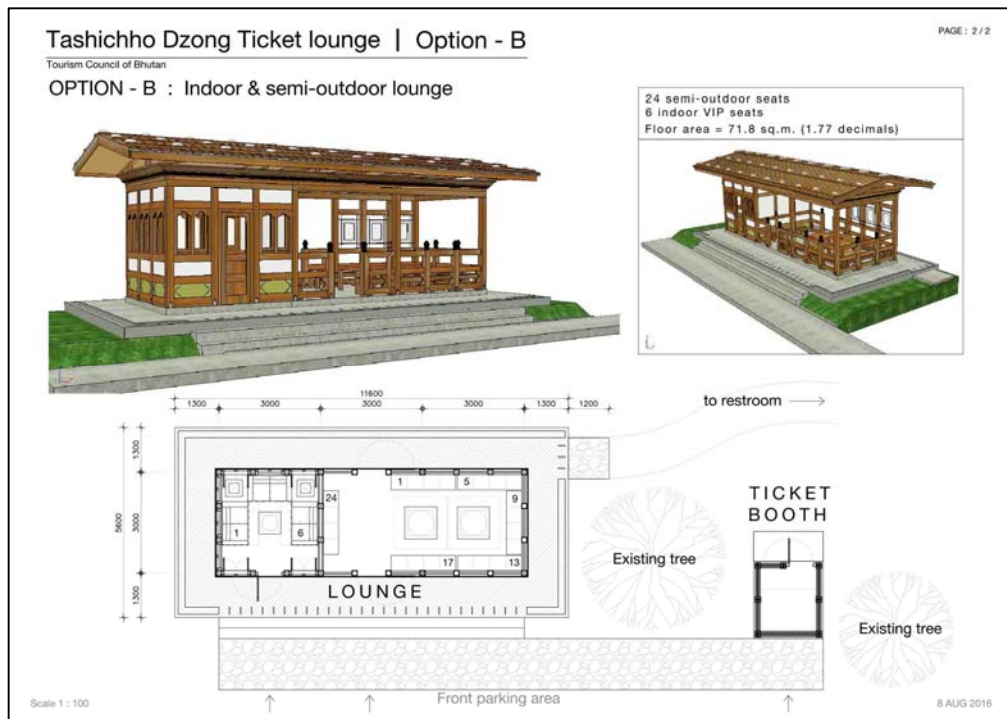 Tashichho Dzong Ticket lounge | Option - B
PAGE : 2 / 2
Tourism Council of Bhutan
OPTION - B : Indoor & semi-outdoor lounge
24 semi-outdoor seats
6 indoor VIP seats
Floor area = 71.8 sq.m. (1.77 decimals)
11600
1300 3000 3000 3000 1300 1200
to restroom
1300
5600
3000
1300
1 5
24 9
1 6
17 13
LOUNGE
TICKET
BOOTH
Existing tree
Existing tree
Front parking area
Scale 1 : 100
8 AUG 2016